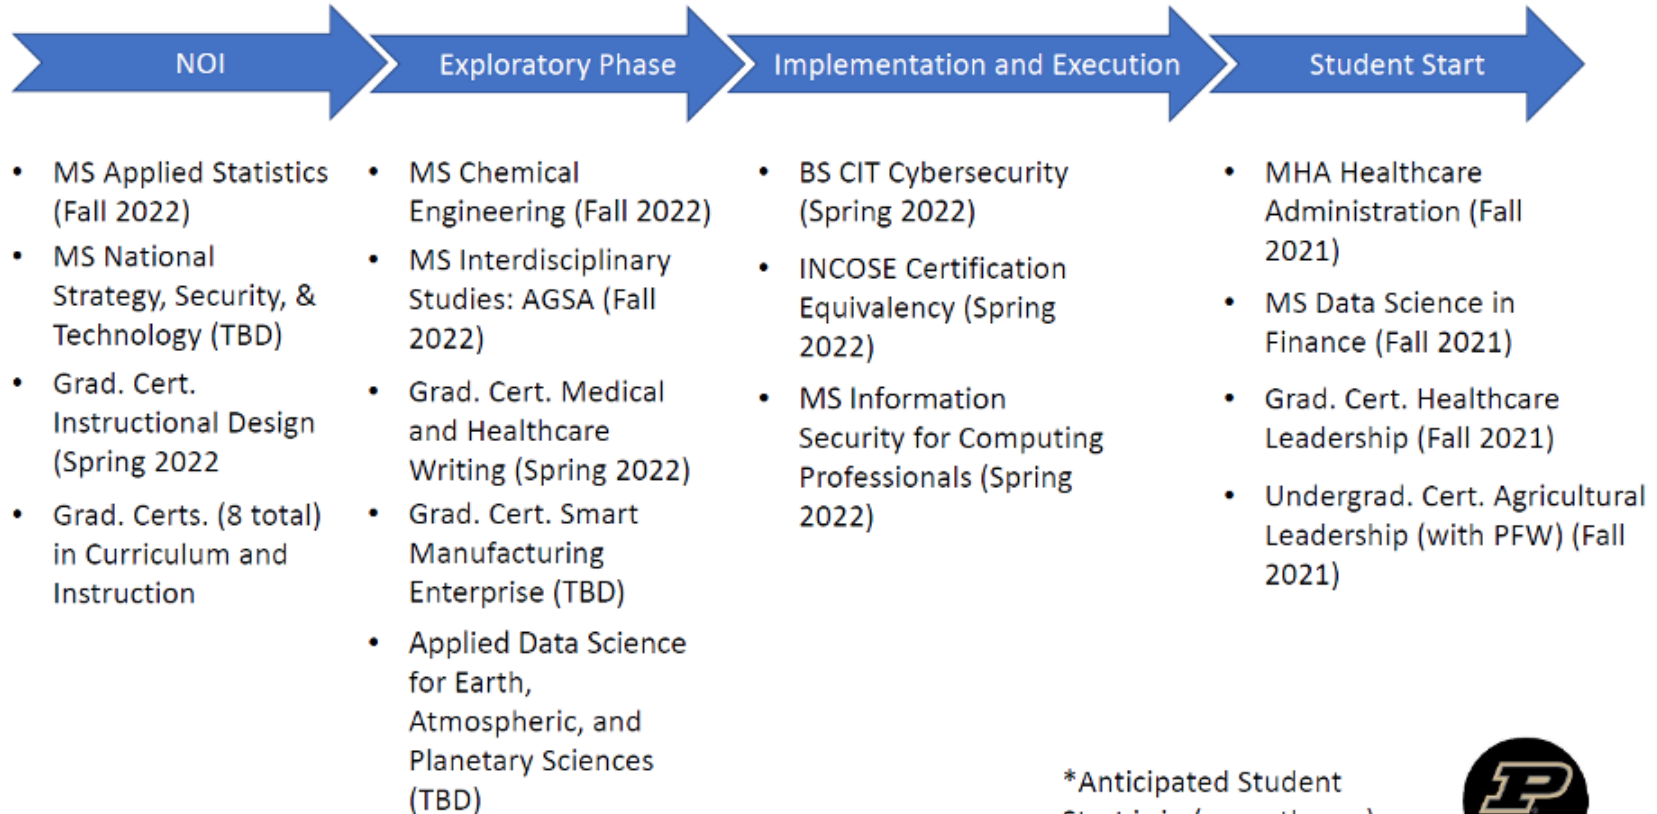 NOI
Exploratory Phase
Implementation and Execution
Student Start
• MS Applied Statistics
(Fall 2022)
• MS National
Strategy, Security, &
Technology (TBD)
• Grad. Cert.
Instructional Design
(Spring 2022
• Grad. Certs. (8 total)
in Curriculum and
Instruction
• MS Chemical
Engineering (Fall 2022)
• MS Interdisciplinary
Studies: AGSA (Fall
2022)
• Grad. Cert. Medical
and Healthcare
Writing (Spring 2022)
• Grad. Cert. Smart
Manufacturing
Enterprise (TBD)
• Applied Data Science
for Earth,
Atmospheric, and
Planetary Sciences
(TBD)
• BS CIT Cybersecurity
(Spring 2022)
• INCOSE Certification
Equivalency (Spring
2022)
• MS Information
Security for Computing
Professionals (Spring
2022)
• MHA Healthcare
Administration (Fall
2021)
• MS Data Science in
Finance (Fall 2021)
• Grad. Cert. Healthcare
Leadership (Fall 2021)
• Undergrad. Cert. Agricultural
Leadership (with PFW) (Fall
2021)
*Anticipated Student
P